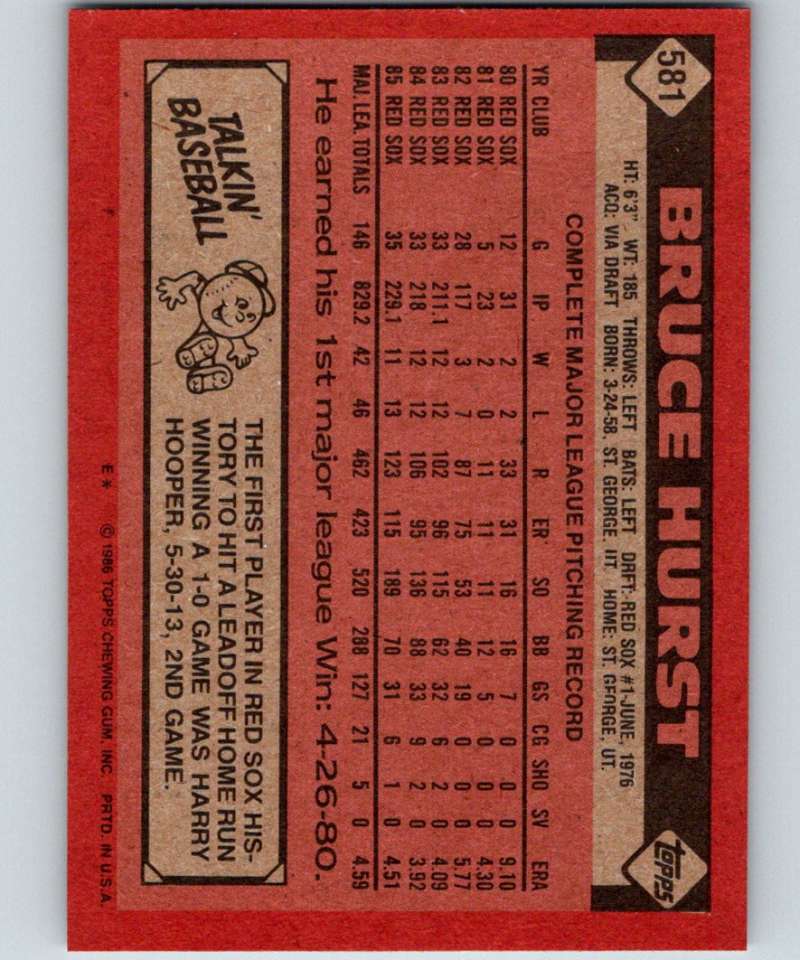 581
BRUCE HURST
topps
HT: 6'3" WT: 185 THROWS: LEFT BATS: LEFT DRFT: RED SOX #1-JUNE, 1976
ACQ: VIA DRAFT BORN: 3-24-58, ST. GEORGE, UT. HOME: ST. GEORGE, UT.
COMPLETE MAJOR LEAGUE PITCHING RECORD
YR CLUB G IP W L R ER SO BB GS CG SHO SV ERA
80 RED SOX 12 31 2 2 33 31 16 16 7 0 0 0 9.10
81 RED SOX 5 23 2 0 11 11 11 12 5 0 0 0 4.30
82 RED SOX 28 117 3 7 87 75 53 40 19 0 0 0 5.77
83 RED SOX 33 211.1 12 12 102 96 115 62 32 6 2 0 4.09
84 RED SOX 33 218 12 12 106 95 136 88 33 9 2 0 3.92
85 RED SOX 35 229.1 11 13 123 115 189 70 31 6 1 0 4.51
MAJ. LEA. TOTALS 146 829.2 42 46 462 423 520 288 127 21 5 0 4.59
He earned his 1st major league Win: 4-26-80.
TALKIN'
BASEBALL
THE FIRST PLAYER IN RED SOX HIS-
TORY TO HIT A LEADOFF HOME RUN
WINNING A 1-0 GAME WAS HARRY
HOOPER, 5-30-13, 2ND GAME.
E* © 1986 TOPPS CHEWING GUM, INC. PRTD. IN U.S.A.